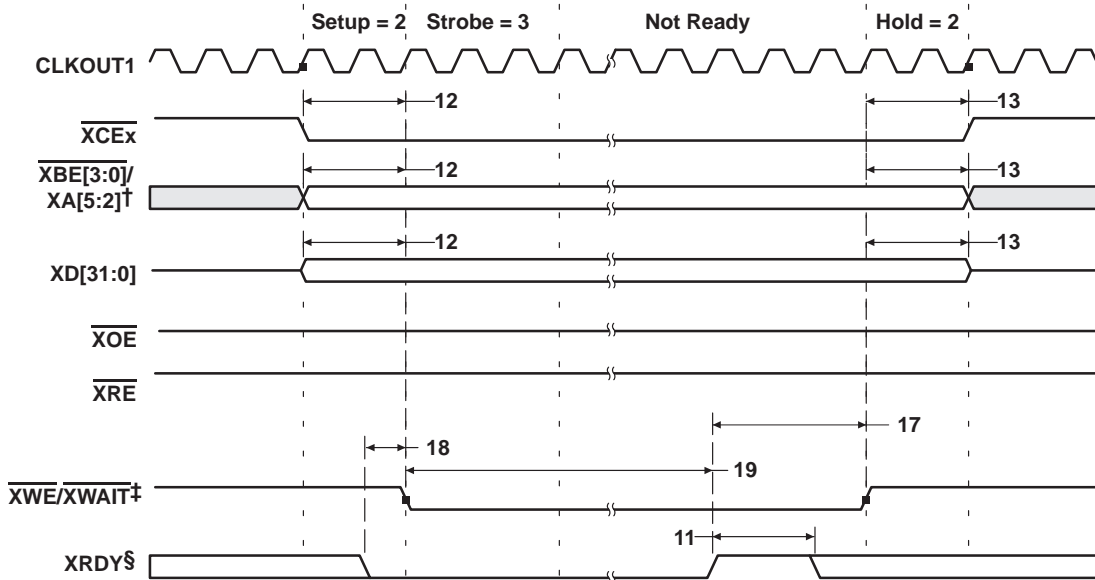 Setup = 2 Strobe = 3 Not Ready Hold = 2
CLKOUT1
12 13
XCEx
12 13
XBE[3:0]/
XA[5:2]†
12 13
XD[31:0]
XOE
XRE
17
18
19
XWE/XWAIT‡
11
XRDY§